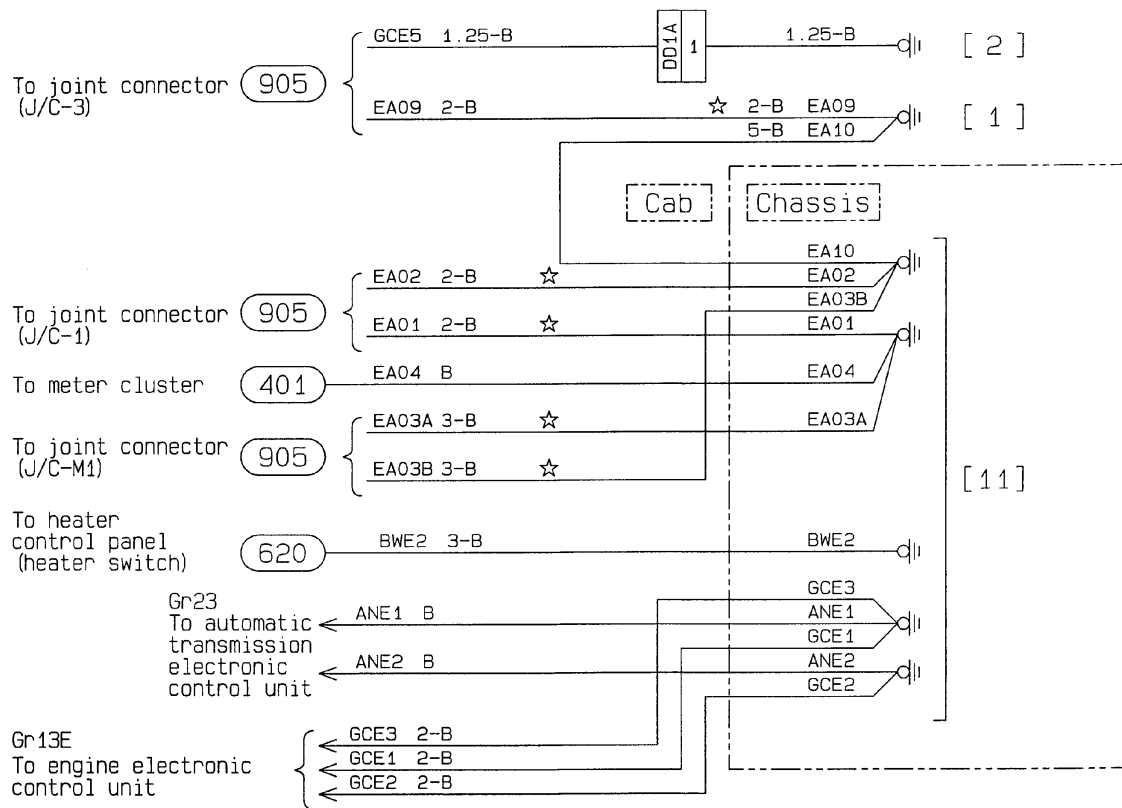 GCE5 1.25-B
DD1A 1
1.25-B
[ 2 ]
To joint connector
(J/C-3)
905
EA09 2-B
☆ 2-B EA09
5-B EA10
[ 1 ]
Cab
Chassis
EA10
EA02 2-B ☆
EA02
EA03B
To joint connector
(J/C-1)
905
EA01 2-B ☆
EA01
To meter cluster
401
EA04 B
EA04
To joint connector
(J/C-M1)
905
EA03A 3-B ☆
EA03A
EA03B 3-B ☆
[11]
To heater
control panel
(heater switch)
620
BWE2 3-B
BWE2
Gr23
To automatic
transmission
electronic
control unit
GCE3
ANE1 B
ANE1
GCE1
ANE2 B
ANE2
GCE2
Gr13E
To engine electronic
control unit
GCE3 2-B
GCE1 2-B
GCE2 2-B